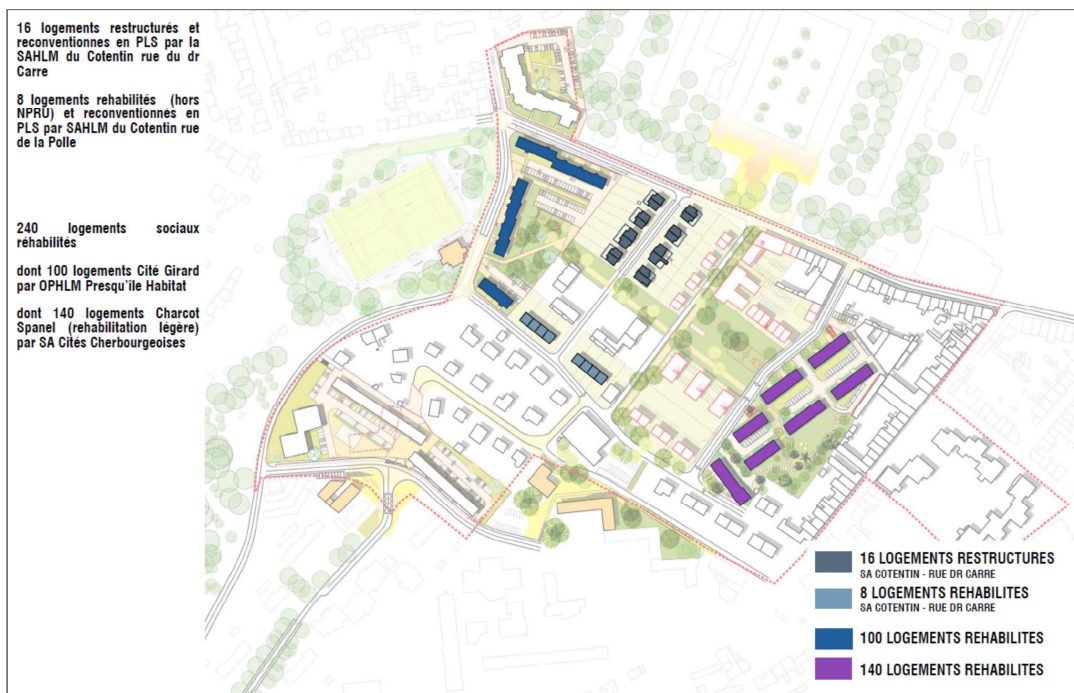 16 logements restructurés et
reconventionnes en PLS par la
SAHLM du Cotentin rue du dr
Carre
8 logements rehabilités (hors
NPRU) et reconventionnés en
PLS par SAHLM du Cotentin rue
de la Polle
240 logements sociaux
réhabilités
dont 100 logements Cité Girard
par OPHLM Presqu'ile Habitat
dont 140 logements Charcot
Spanel (rehabilitation légère)
par SA Cités Cherbourgeoises
16 LOGEMENTS RESTRUCTURES
SA COTENTIN - RUE DR CARRE
8 LOGEMENTS REHABILITES
SA COTENTIN - RUE DR CARRE
100 LOGEMENTS REHABILITES
140 LOGEMENTS REHABILITES